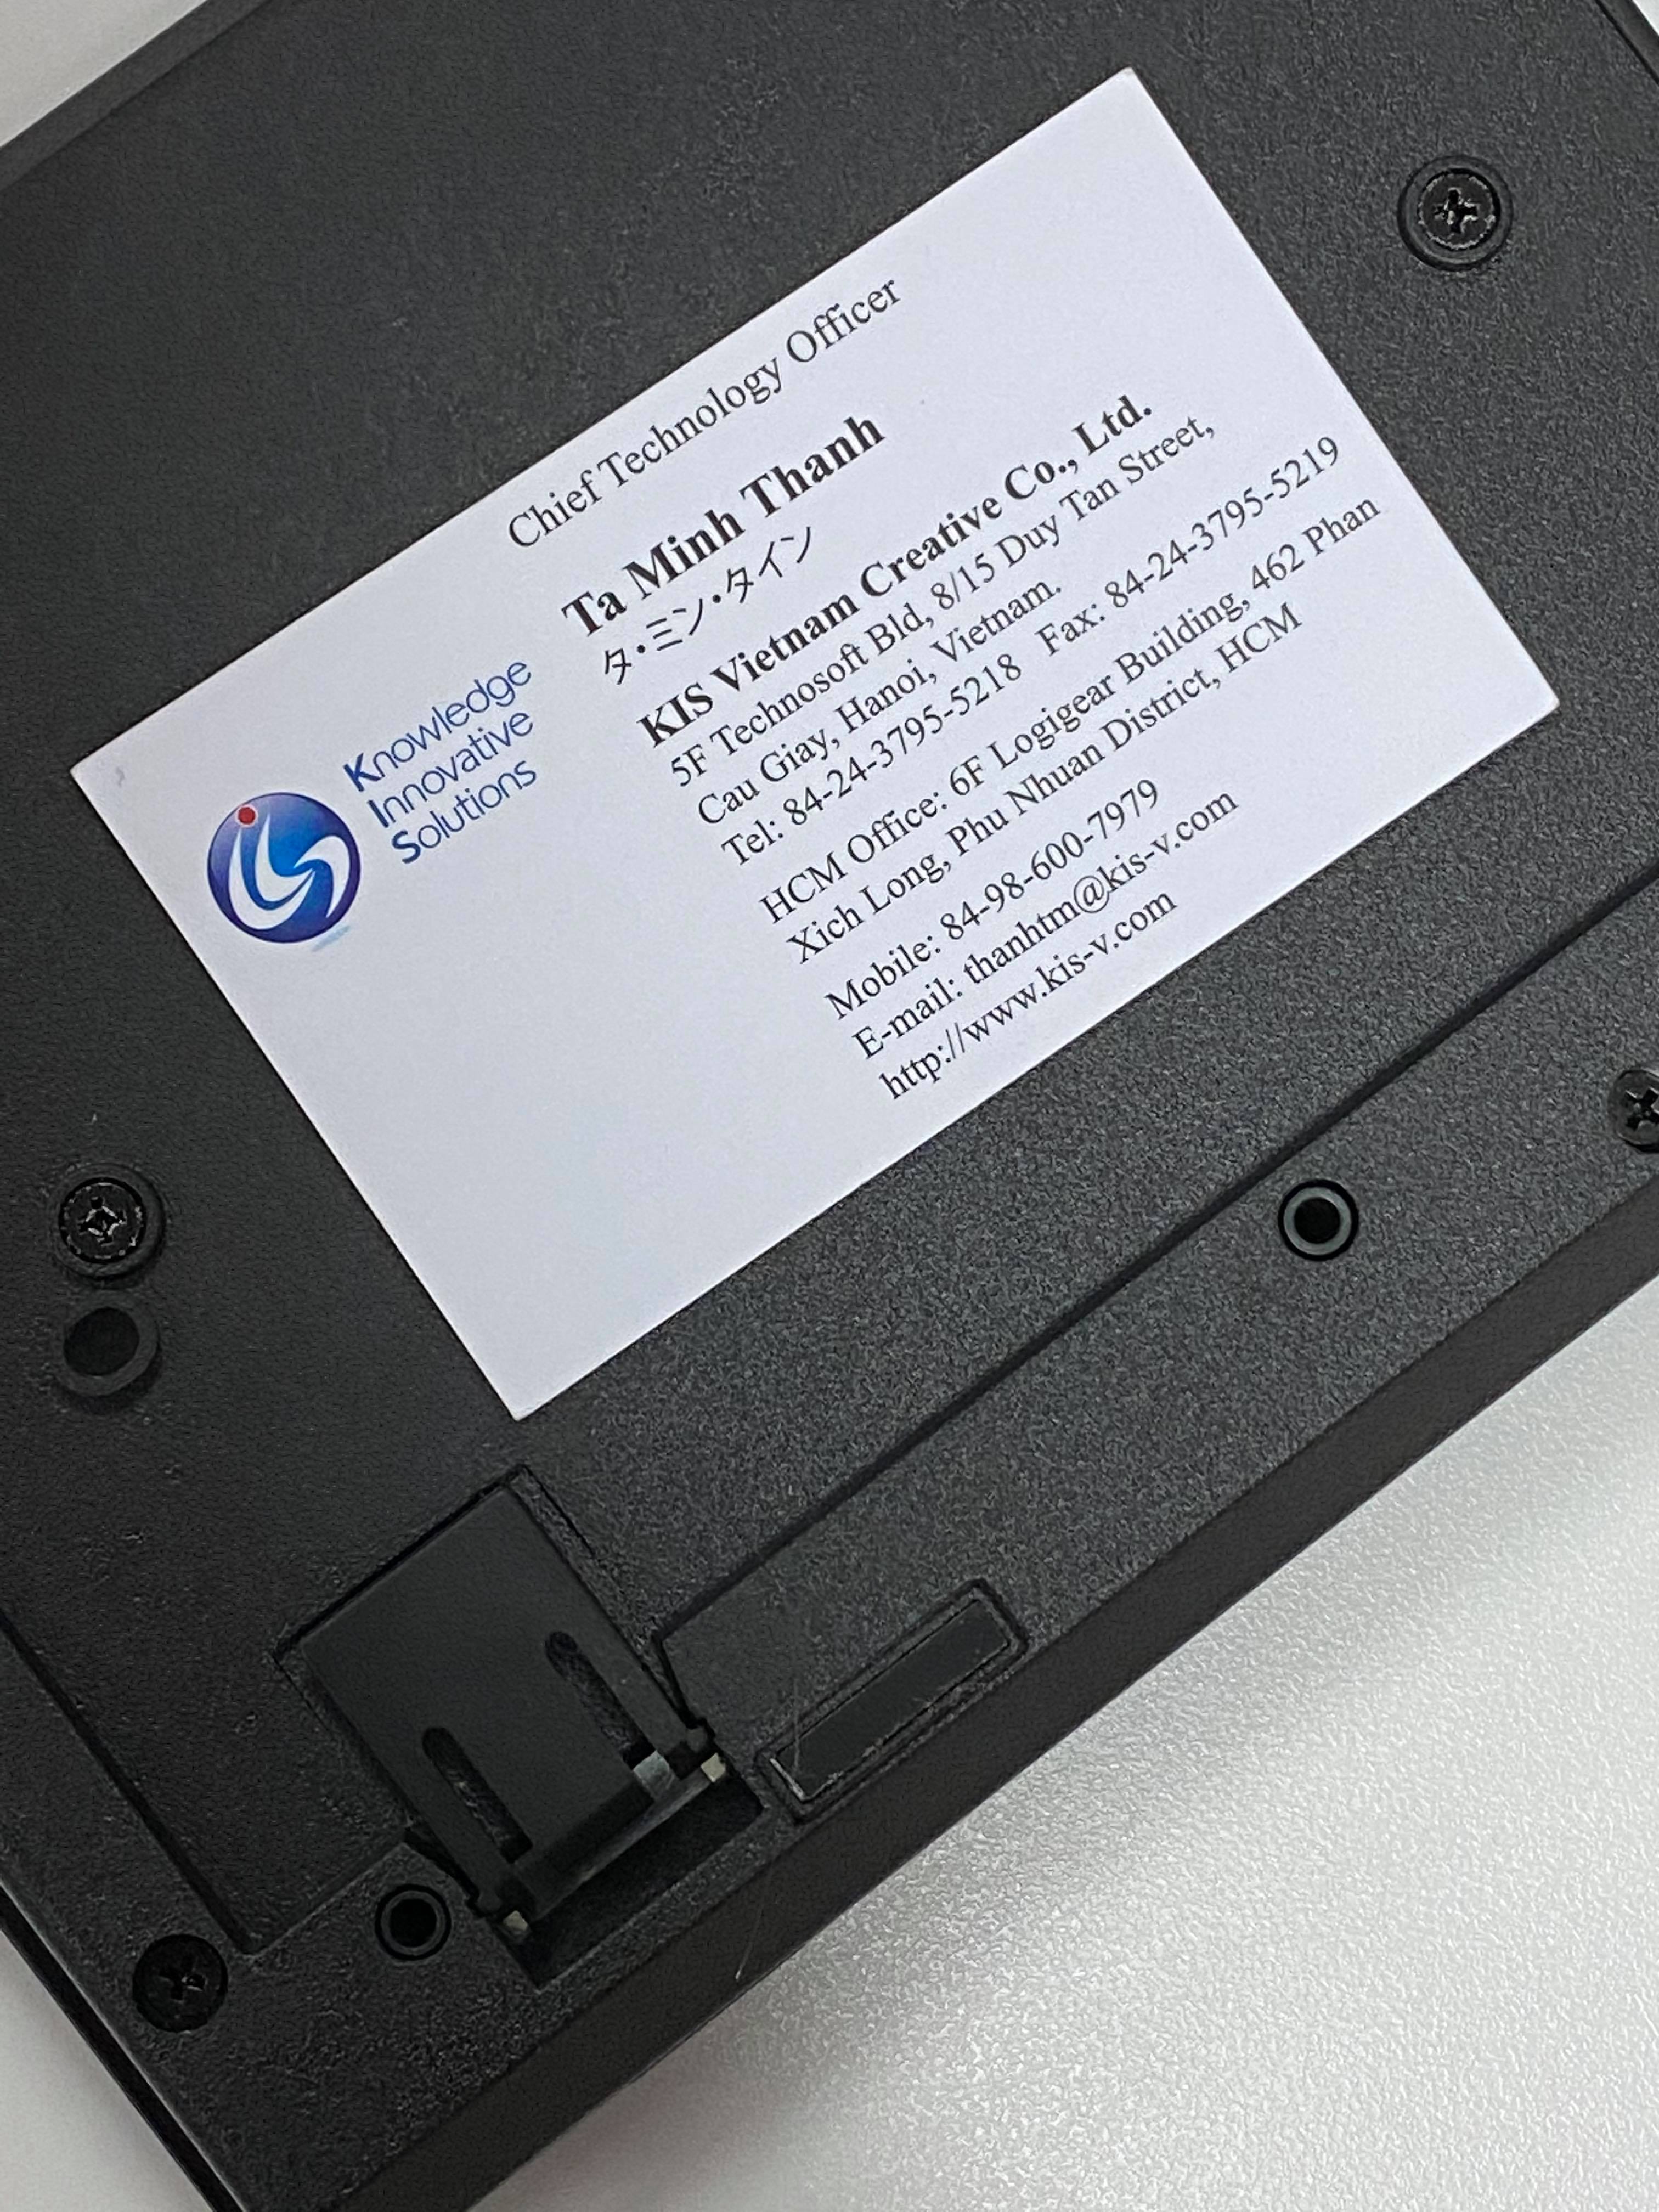 Knowledge
Innovative
Solutions
Chief Technology Officer
Ta Minh Thanh
タ・ミン・タイン
KIS Vietnam Creative Co., Ltd.
5F Technosoft Bld, 8/15 Duy Tan Street,
Cau Giay, Hanoi, Vietnam.
Tel: 84-24-3795-5218 Fax: 84-24-3795-5219
HCM Office: 6F Logigear Building, 462 Phan
Xich Long, Phu Nhuan District, HCM
Mobile: 84-98-600-7979
E-mail: thanhtm@kis-v.com
http://www.kis-v.com